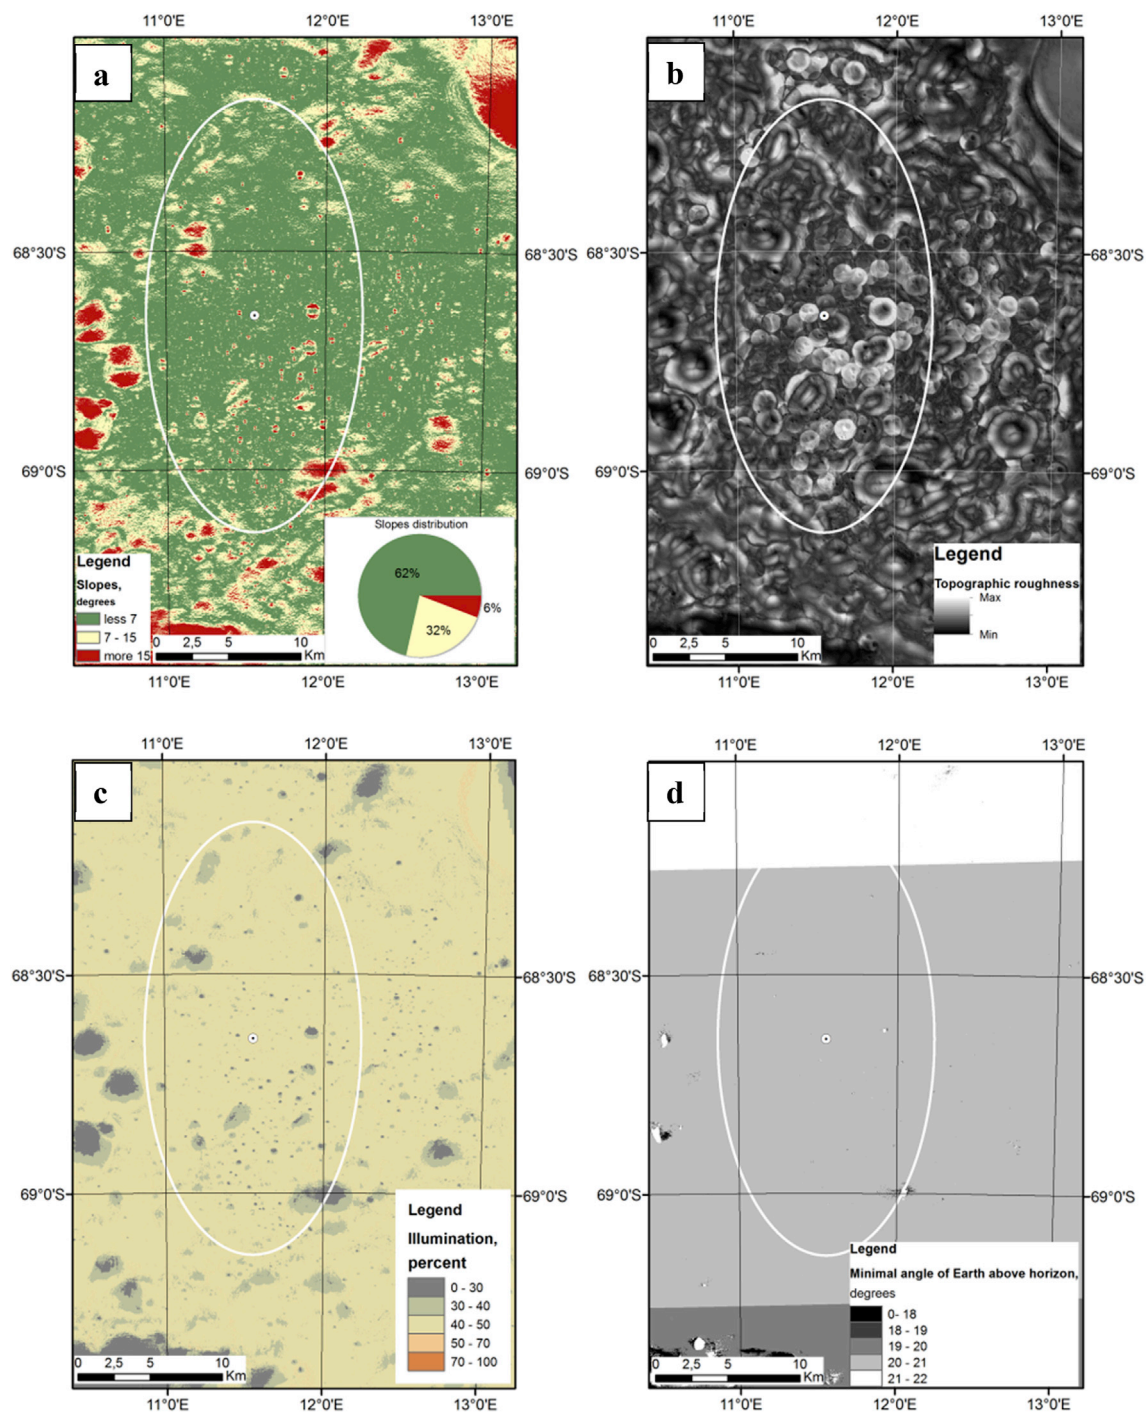 11°0'E 12°0'E 13°0'E
a
68°30'S
69°0'S
68°30'S
69°0'S
Legend
Slopes,
degrees
less 7
7 - 15
more 15
0 2,5 5 10
Km
Slopes distribution
62%
6%
32%
11°0'E 12°0'E 13°0'E
11°0'E 12°0'E 13°0'E
b
68°30'S
69°0'S
68°30'S
69°0'S
Legend
Topographic roughness
Max
Min
0 2,5 5 10
Km
11°0'E 12°0'E 13°0'E
11°0'E 12°0'E 13°0'E
c
68°30'S
69°0'S
68°30'S
69°0'S
Legend
Illumination,
percent
0 - 30
30 - 40
40 - 50
50 - 70
70 - 100
0 2,5 5 10
Km
11°0'E 12°0'E 13°0'E
11°0'E 12°0'E 13°0'E
d
68°30'S
69°0'S
68°30'S
69°0'S
Legend
Minimal angle of Earth above horizon,
degrees
0- 18
18 - 19
19 - 20
20 - 21
21 - 22
0 2,5 5 10
Km
11°0'E 12°0'E 13°0'E